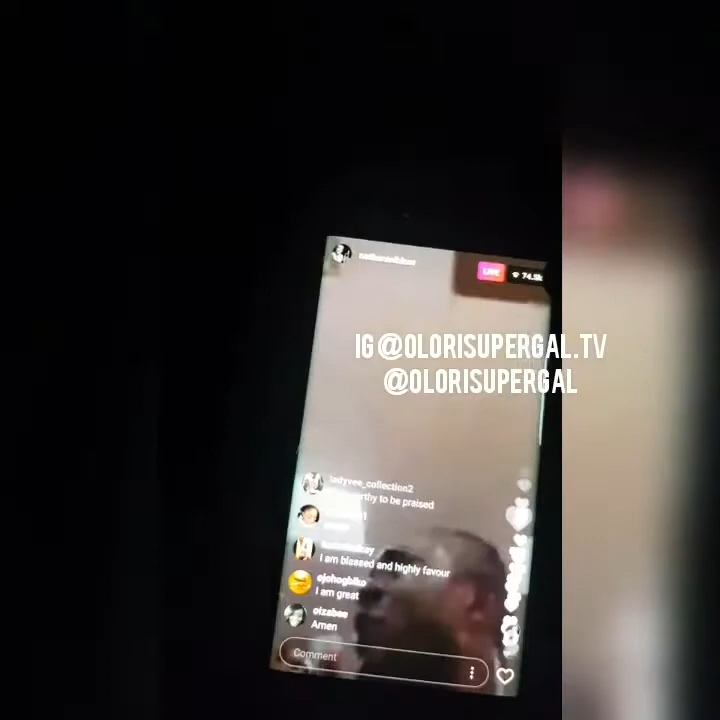 LIVE
74.5k
IG @OLORISUPERGAL.TV
@OLORISUPERGAL
ladyvee_collection2
to be praised
I am blessed and highly favour
ojohogbiko
I am great
oizabee
Amen
Comment